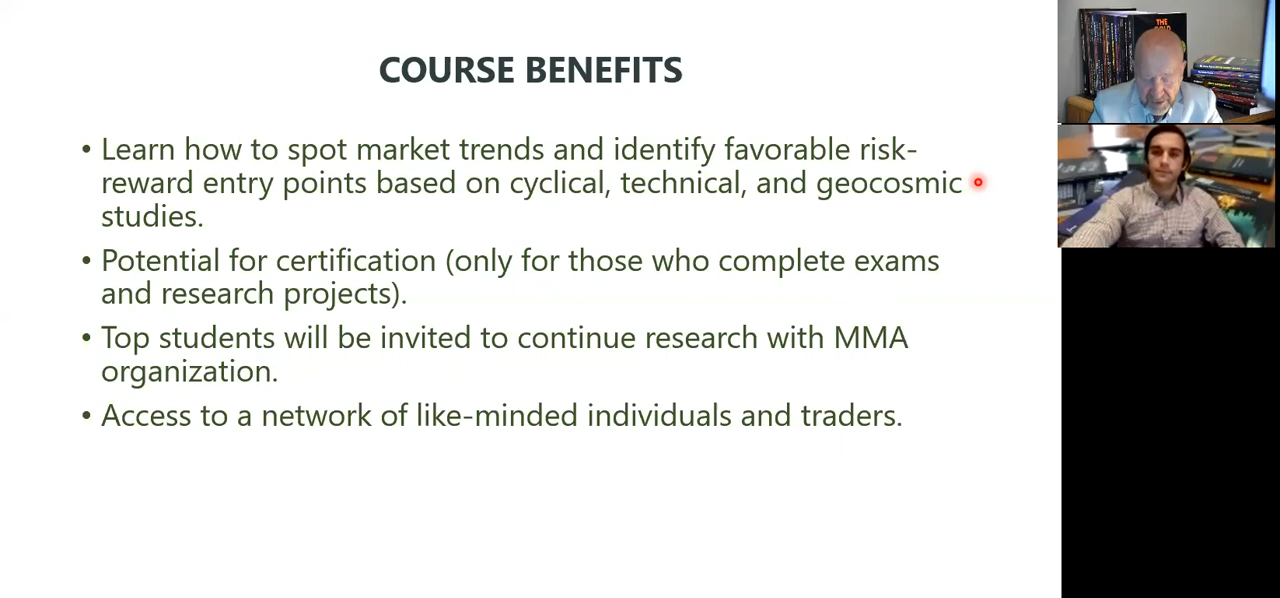 COURSE BENEFITS
• Learn how to spot market trends and identify favorable risk-
reward entry points based on cyclical, technical, and geocosmic
studies.
• Potential for certification (only for those who complete exams
and research projects).
• Top students will be invited to continue research with MMA
organization.
• Access to a network of like-minded individuals and traders.
THE